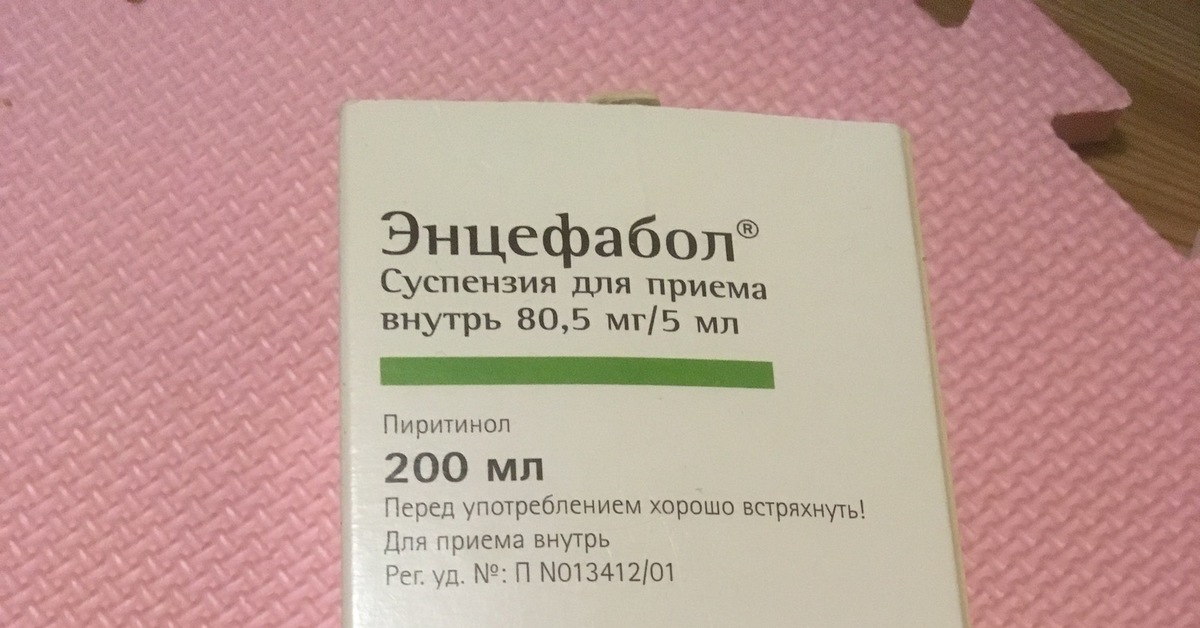 Энцефабол®
Суспензия для приема
внутрь 80,5 мг/5 мл
Пиритинол
200 мл
Перед употреблением хорошо встряхнуть!
Для приема внутрь
Рег. уд. №: П N013412/01